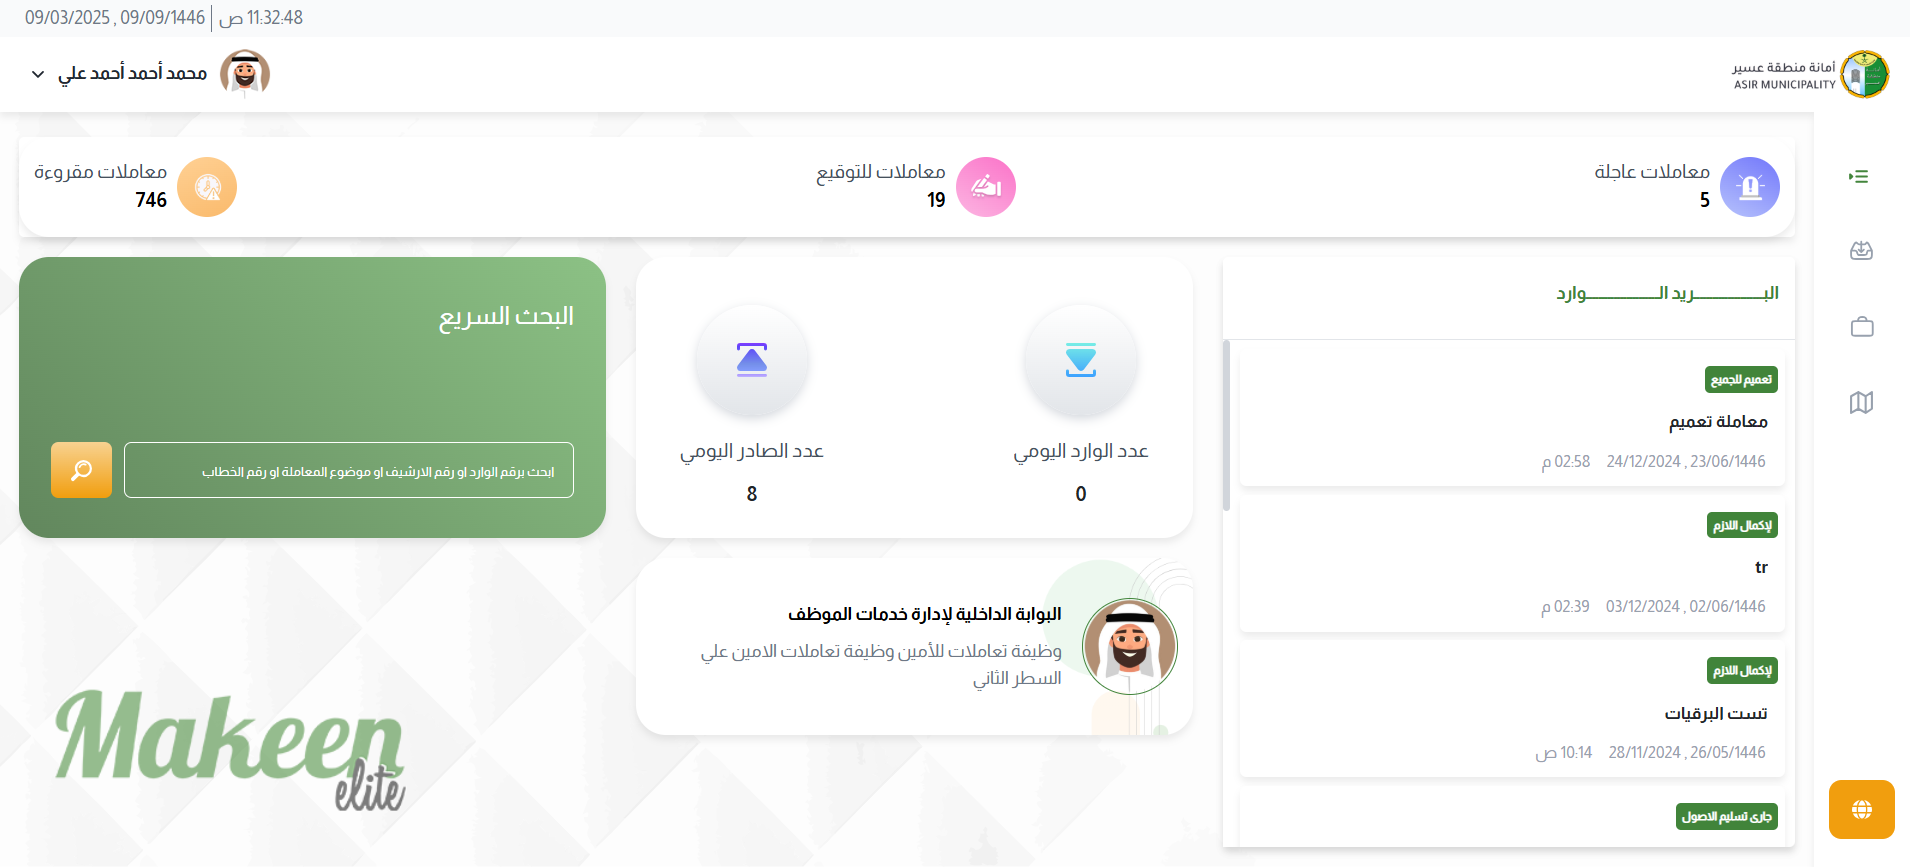 09/03/2025 , 09/09/1446 | 11:32:48 ص
أمانة منطقة عسير
ASIR MUNICIPALITY
محمد أحمد أحمد علي
معاملات عاجلة
5
معاملات للتوقيع
19
معاملات مقروءة
746
البـــــــــــــريد الـــــــــــــوارد
تعميم للجميع
معاملة تعميم
24/12/2024 , 23/06/1446 02:58 م
لإكمال اللازم
tr
03/12/2024 , 02/06/1446 02:39 م
لإكمال اللازم
تست البرقيات
28/11/2024 , 26/05/1446 10:14 ص
جارى تسليم الاصول
عدد الوارد اليومي
0
عدد الصادر اليومي
8
البوابة الداخلية لإدارة خدمات الموظف
وظيفة تعاملات للأمين وظيفة تعاملات الامين علي
السطر الثاني
البحث السريع
ابحث برقم الوارد او رقم الارشيف او موضوع المعاملة او رقم الخطاب
Makeen
elite